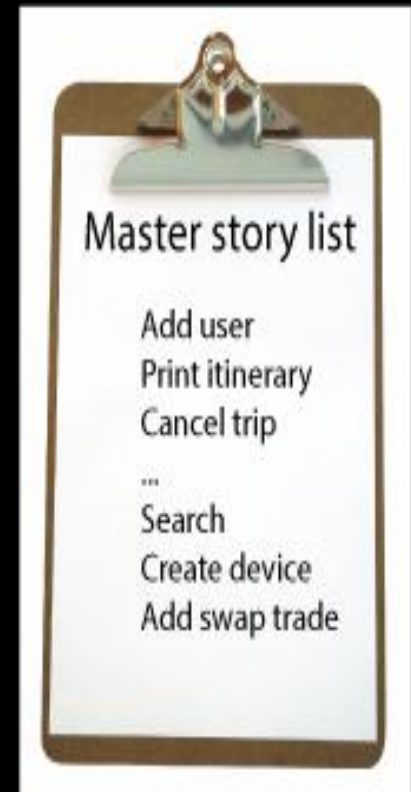 Master story list
Add user
Print itinerary
Cancel trip
...
Search
Create device
Add swap trade